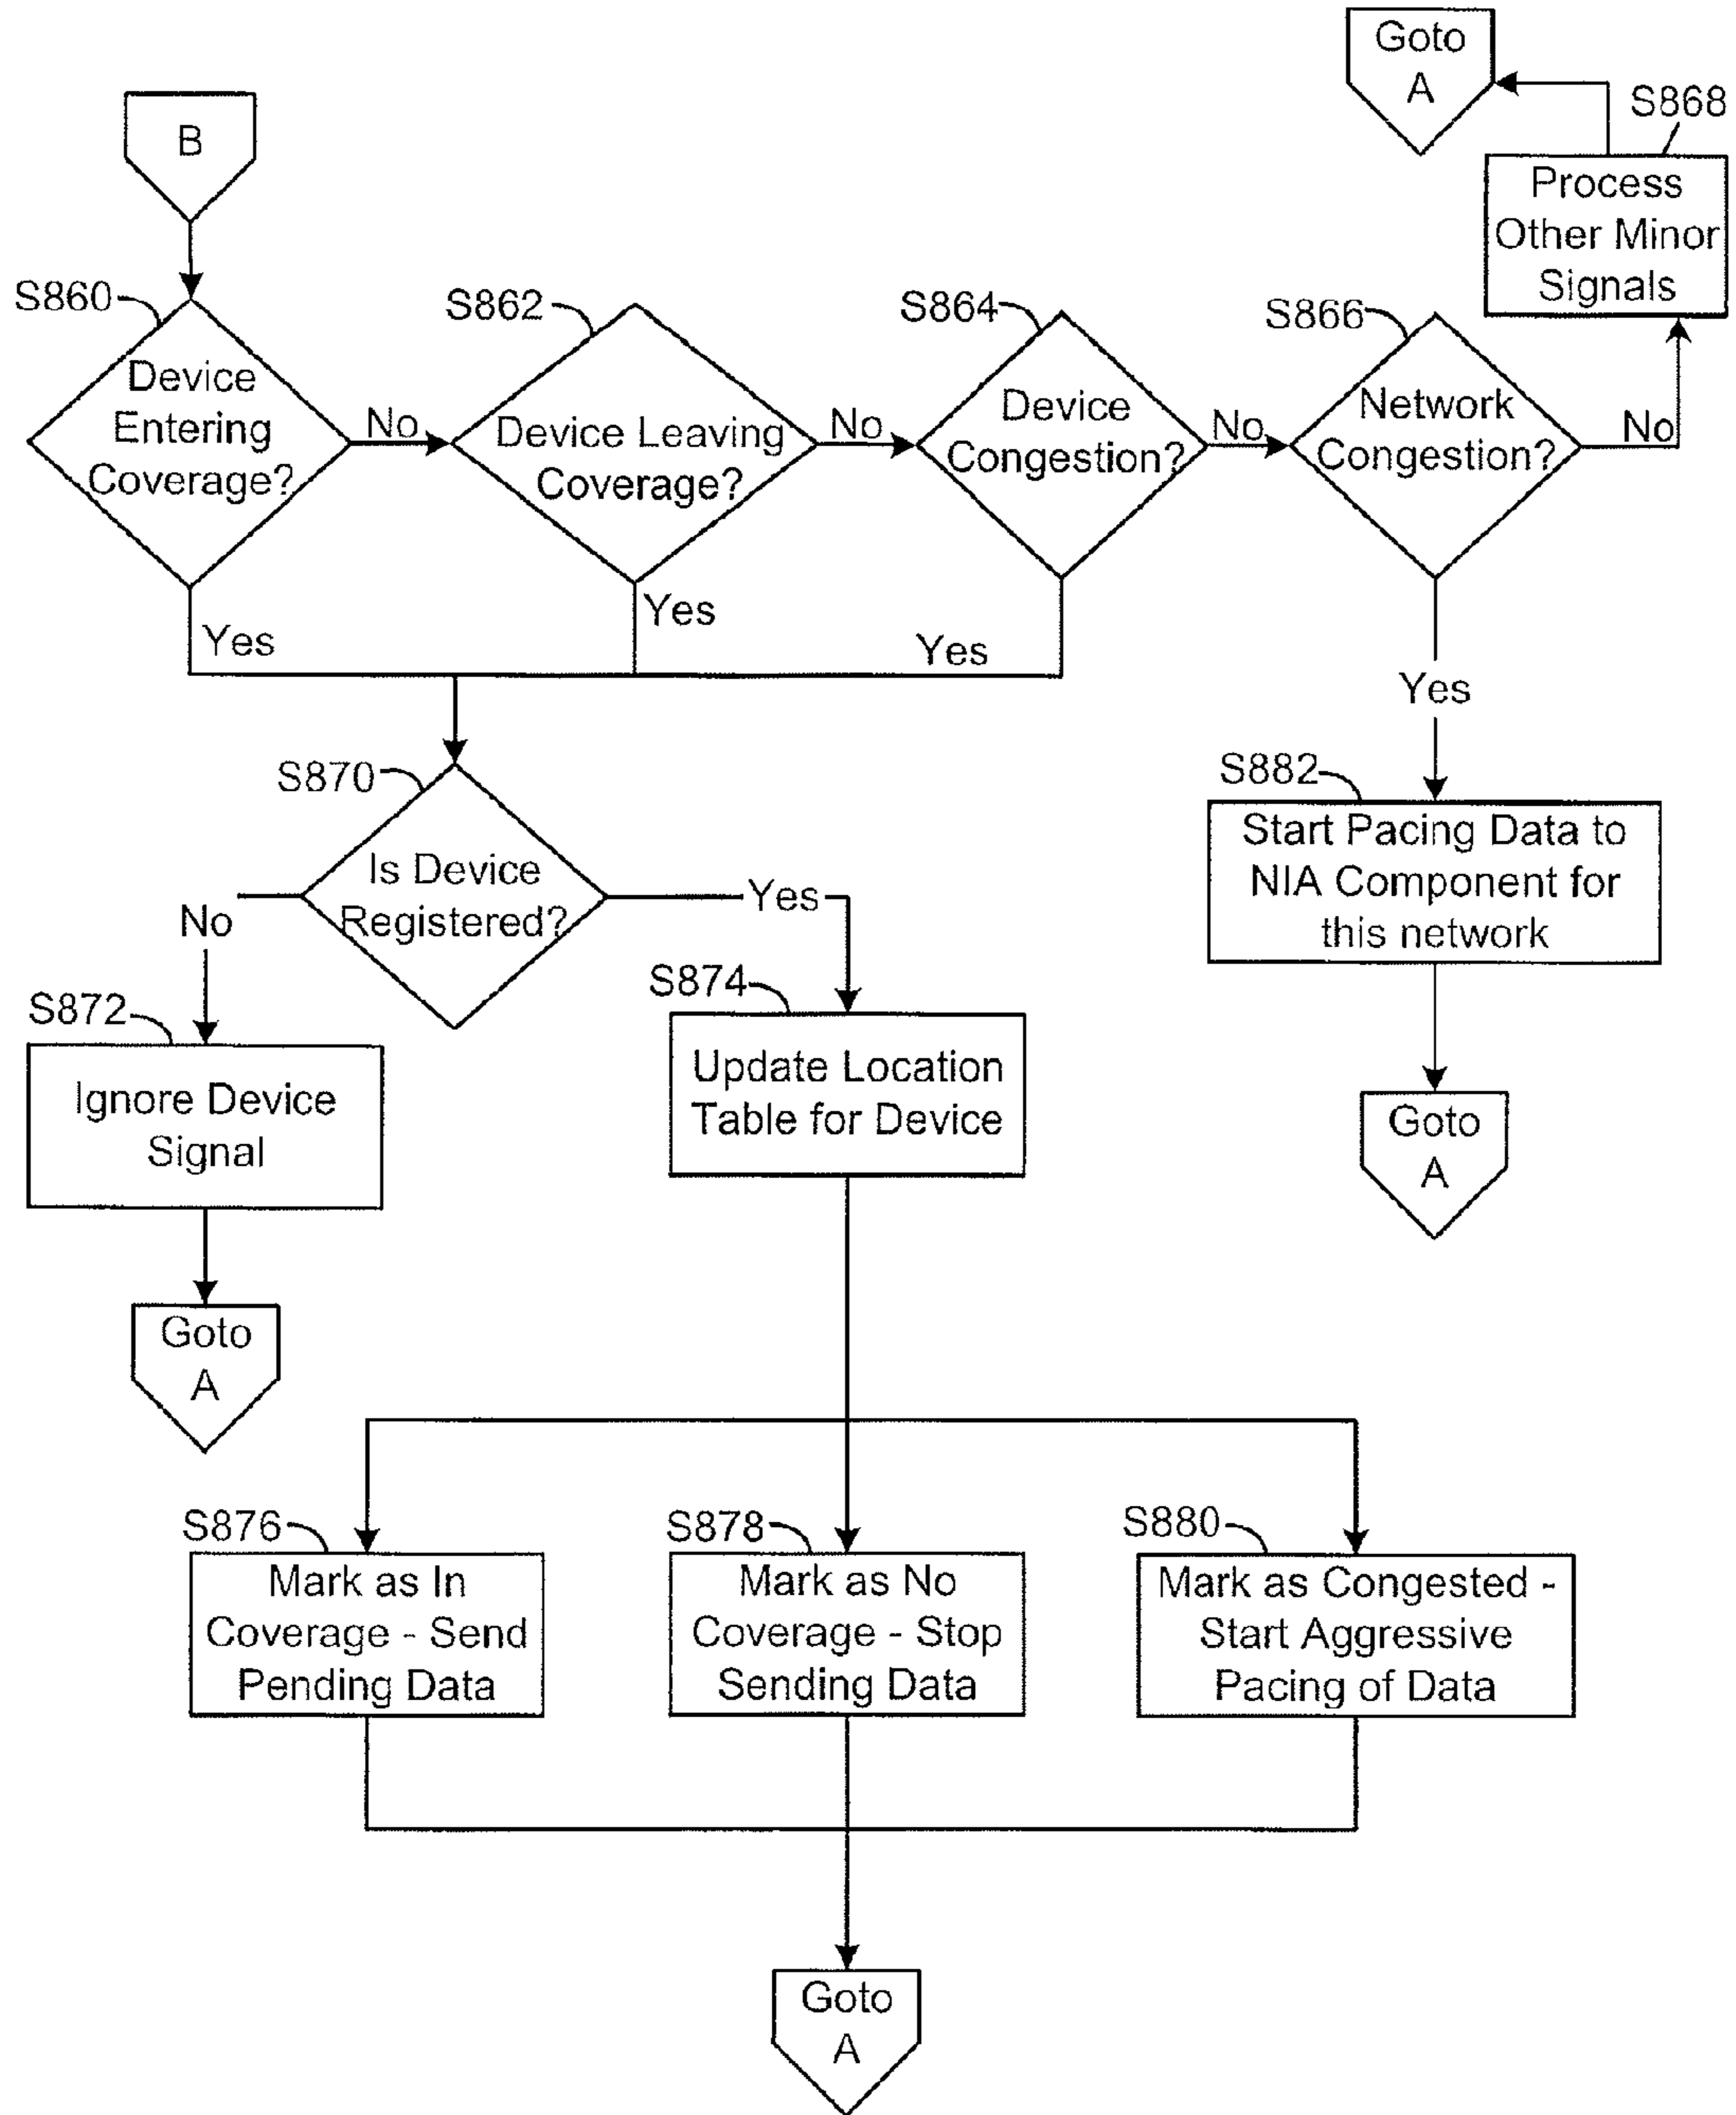 Goto
A
S868
Process
Other Minor
Signals
B
S860
Device
Entering
Coverage?
No
Yes
S862
Device Leaving
Coverage?
No
Yes
S864
Device
Congestion?
No
Yes
S866
Network
Congestion?
No
Yes
S870
Is Device
Registered?
No
Yes
S882
Start Pacing Data to
NIA Component for
this network
Goto
A
S872
Ignore Device
Signal
Goto
A
S874
Update Location
Table for Device
S876
Mark as In
Coverage - Send
Pending Data
S878
Mark as No
Coverage - Stop
Sending Data
S880
Mark as Congested -
Start Aggressive
Pacing of Data
Goto
A